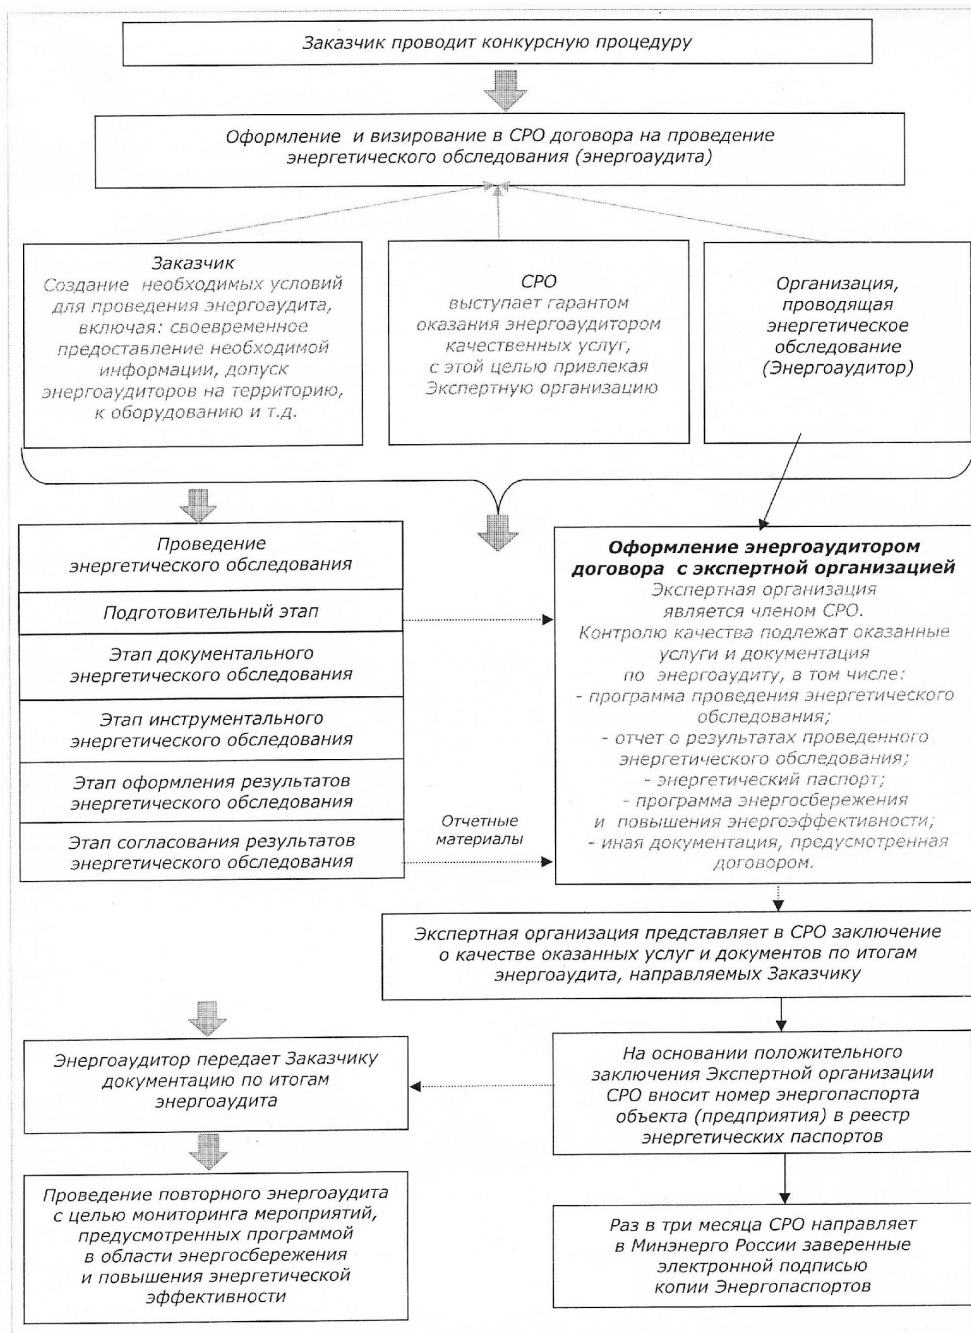 Заказчик проводит конкурсную процедуру
Оформление и визирование в СРО договора на проведение
энергетического обследования (энергоаудита)
Заказчик
Создание необходимых условий
для проведения энергоаудита,
включая: своевременное
предоставление необходимой
информации, допуск
энергоаудиторов на территорию,
к оборудованию и т.д.
СРО
выступает гарантом
оказания энергоаудитором
качественных услуг,
с этой целью привлекая
Экспертную организацию
Организация,
проводящая
энергетическое
обследование
(Энергоаудитор)
Проведение
энергетического обследования
Подготовительный этап
Этап документального
энергетического обследования
Этап инструментального
энергетического обследования
Этап оформления результатов
энергетического обследования
Этап согласования результатов
энергетического обследования
Отчетные
материалы
Оформление энергоаудитором
договора с экспертной организацией
Экспертная организация
является членом СРО.
Контролю качества подлежат оказанные
услуги и документация
по энергоаудиту, в том числе:
- программа проведения энергетического
обследования;
- отчет о результатах проведенного
энергетического обследования;
- энергетический паспорт;
- программа энергосбережения
и повышения энергоэффективности;
- иная документация, предусмотренная
договором.
Экспертная организация представляет в СРО заключение
о качестве оказанных услуг и документов по итогам
энергоаудита, направляемых Заказчику
Энергоаудитор передает Заказчику
документацию по итогам
энергоаудита
На основании положительного
заключения Экспертной организации
СРО вносит номер энергопаспорта
объекта (предприятия) в реестр
энергетических паспортов
Проведение повторного энергоаудита
с целью мониторинга мероприятий,
предусмотренных программой
в области энергосбережения
и повышения энергетической
эффективности
Раз в три месяца СРО направляет
в Минэнерго России заверенные
электронной подписью
копии Энергопаспортов